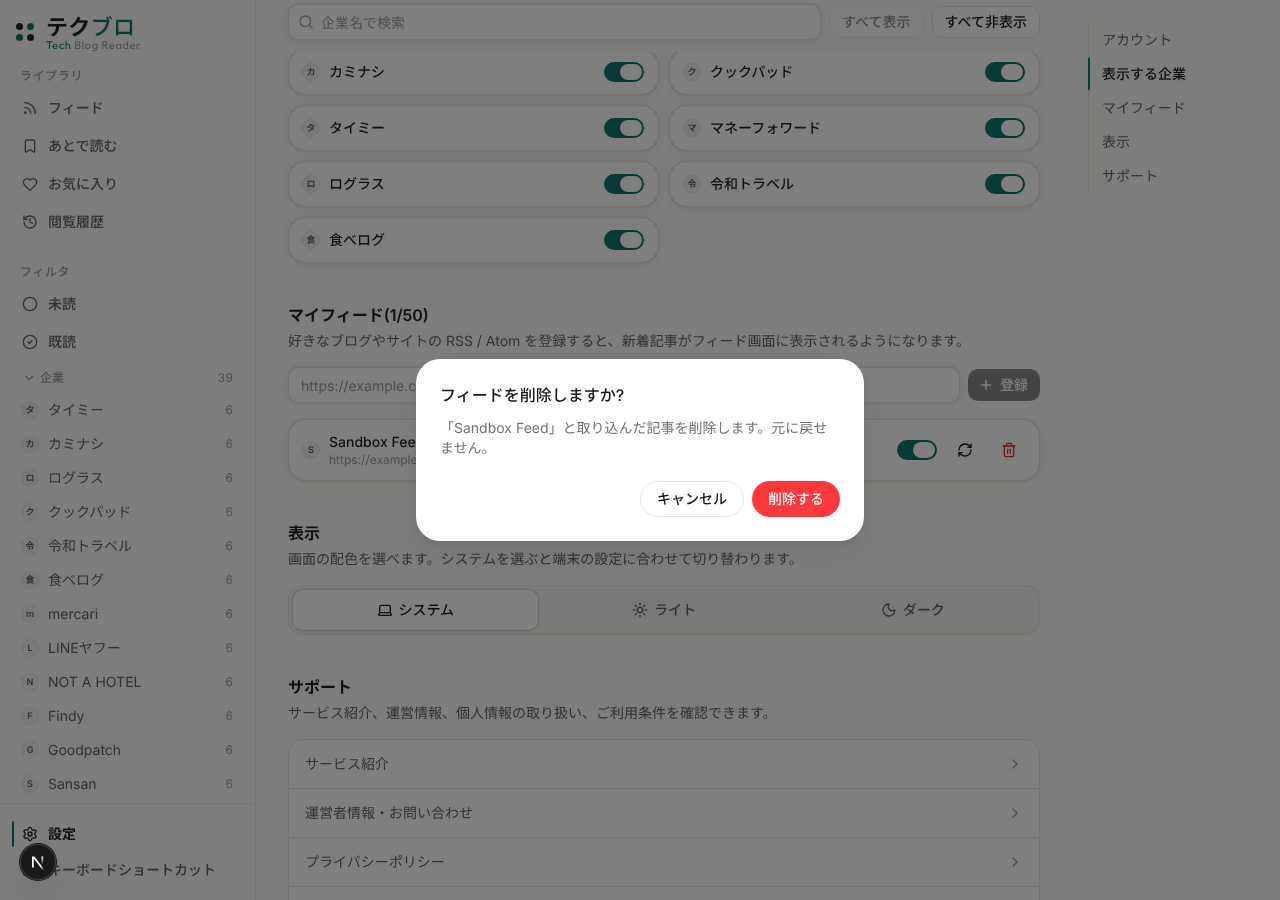 テクブロ
Tech Blog Reader
ライブラリ
フィード
あとで読む
お気に入り
閲覧履歴
フィルタ
未読
既読
企業 39
タ タイミー 6
カ カミナシ 6
ロ ログラス 6
ク クックパッド 6
令 令和トラベル 6
食 食べログ 6
m mercari 6
L LINEヤフー 6
N NOT A HOTEL 6
F Findy 6
G Goodpatch 6
S Sansan 6
設定
N
キーボードショートカット
企業名で検索
すべて表示
すべて非表示
カ カミナシ
ク クックパッド
タ タイミー
マ マネーフォワード
ロ ログラス
令 令和トラベル
食 食べログ
マイフィード(1/50)
好きなブログやサイトの RSS / Atom を登録すると、新着記事がフィード画面に表示されるようになります。
https://example.c
登録
S Sandbox Fee
https://example
フィードを削除しますか?
「Sandbox Feed」と取り込んだ記事を削除します。元に戻せ
ません。
キャンセル
削除する
表示
画面の配色を選べます。システムを選ぶと端末の設定に合わせて切り替わります。
システム
ライト
ダーク
サポート
サービス紹介、運営情報、個人情報の取り扱い、ご利用条件を確認できます。
サービス紹介
運営者情報・お問い合わせ
プライバシーポリシー
アカウント
表示する企業
マイフィード
表示
サポート